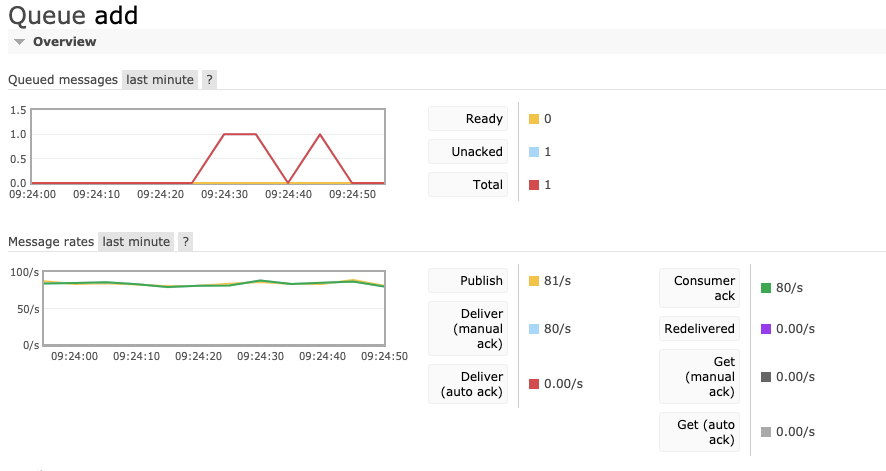 Queue add
Overview
Queued messages last minute ?
1.5
1.0
0.5
0.0
09:24:00 09:24:10 09:24:20 09:24:30 09:24:40 09:24:50
Ready 0
Unacked 1
Total 1
Message rates last minute ?
100/s
50/s
0/s
09:24:00 09:24:10 09:24:20 09:24:30 09:24:40 09:24:50
Publish 81/s
Deliver
(manual
ack) 80/s
Deliver
(auto ack) 0.00/s
Consumer
ack 80/s
Redelivered 0.00/s
Get
(manual
ack) 0.00/s
Get (auto
ack) 0.00/s